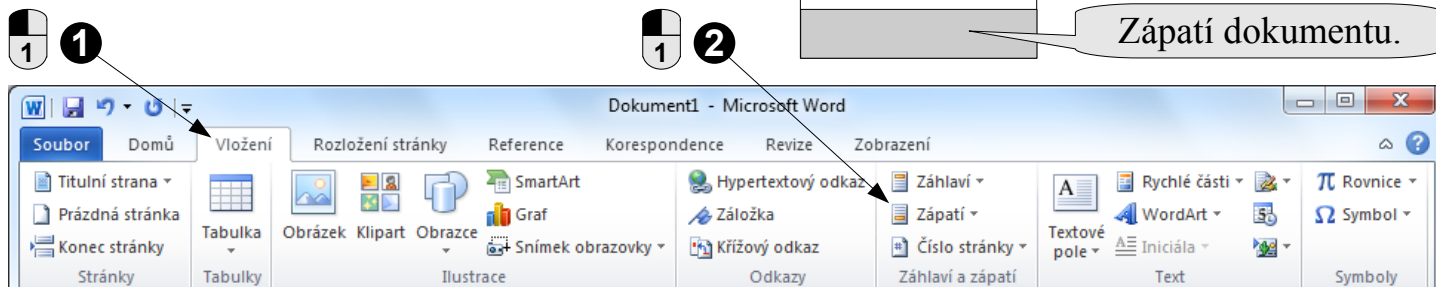 Zápatí dokumentu.
1 1
1 2
Dokument1 - Microsoft Word
Soubor Domů Vložení Rozložení stránky Reference Korespondence Revize Zobrazení
Titulní strana
Prázdná stránka
Konec stránky
Stránky
Tabulka
Tabulky
Obrázek Klipart Obrazce
SmartArt
Graf
Snímek obrazovky
Ilustrace
Hypertextový odkaz
Záložka
Křížový odkaz
Odkazy
Záhlaví
Zápatí
Číslo stránky
Záhlaví a zápatí
Textové
pole
Rychlé části
WordArt
Iniciála
Text
π Rovnice
Ω Symbol
Symboly